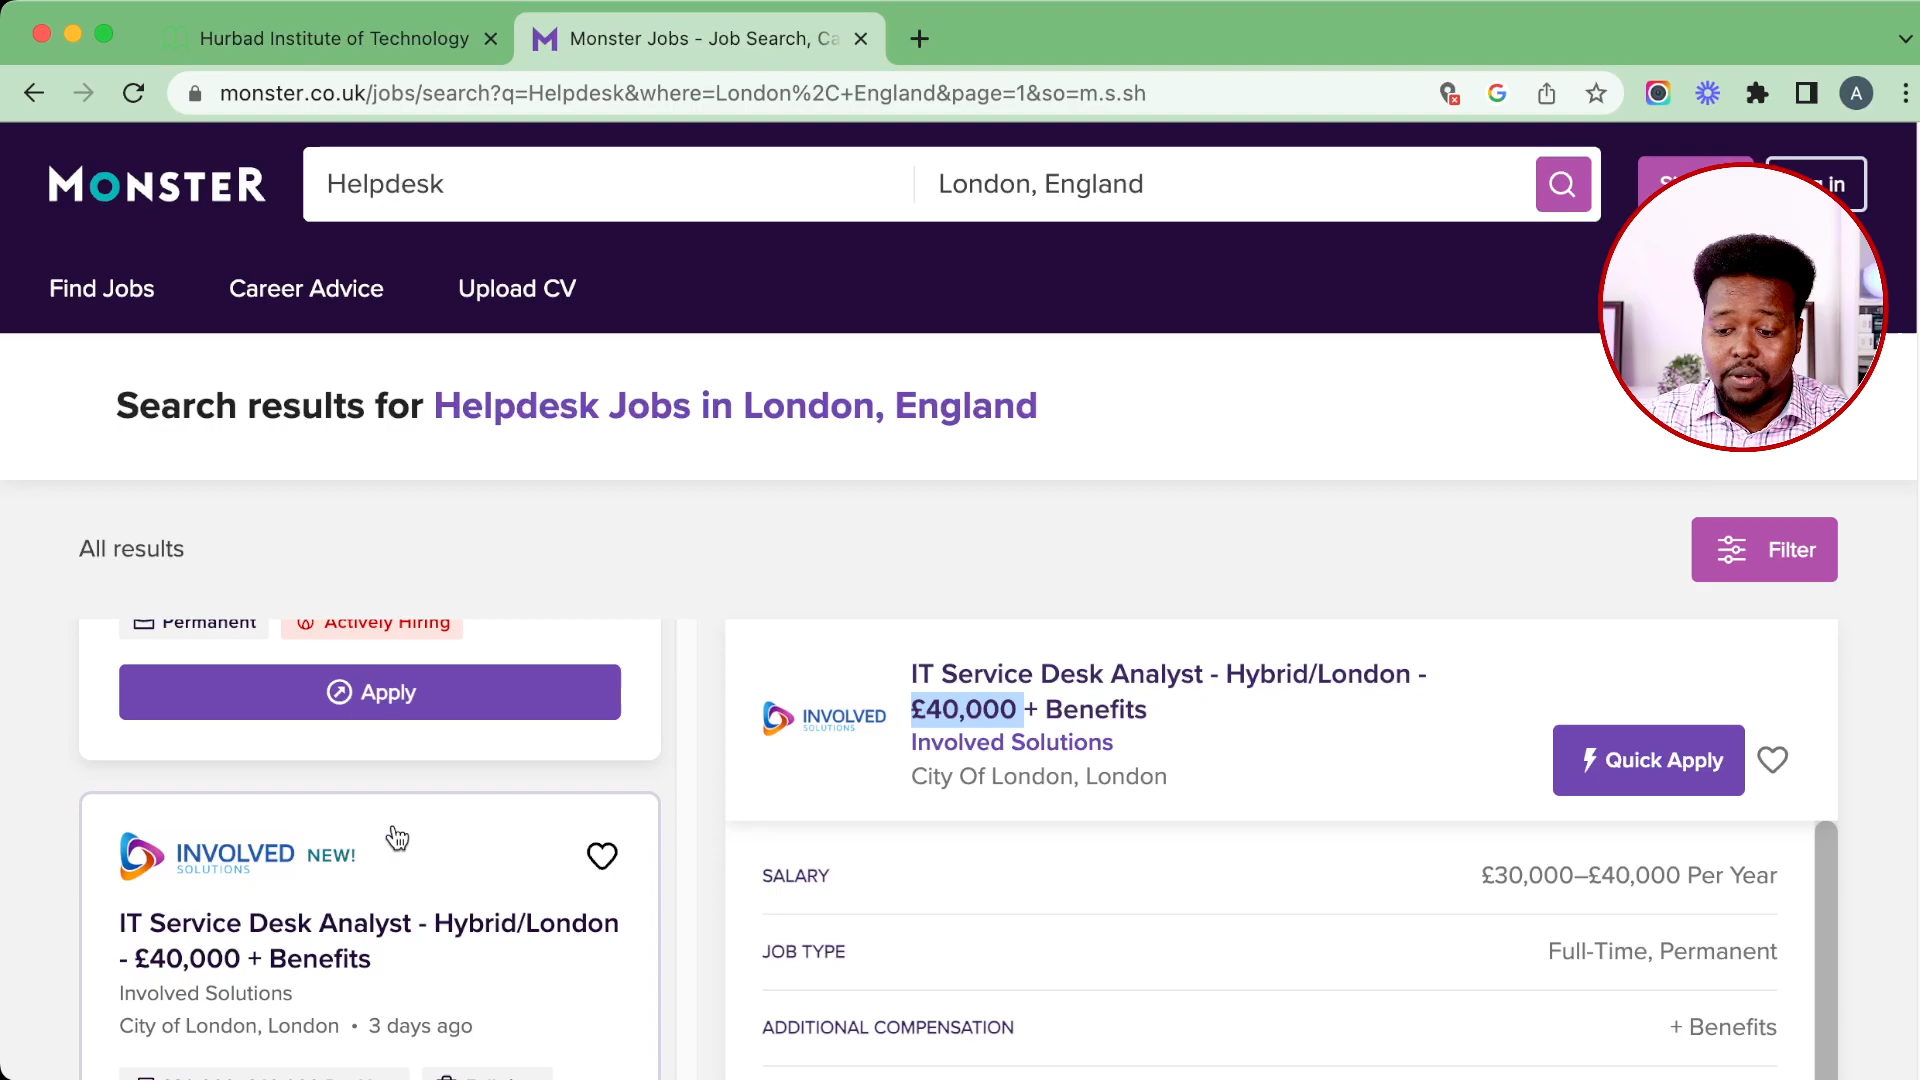 Hurbad Institute of Technology
Monster Jobs - Job Search, Ca
monster.co.uk/jobs/search?q=Helpdesk&where=London%2C+England&page=1&so=m.s.sh
A
MONSTER
Helpdesk
London, England
in
Find Jobs
Career Advice
Upload CV
Search results for Helpdesk Jobs in London, England
All results
Filter
Permanent
Actively Hiring
Apply
INVOLVED
SOLUTIONS
NEW!
IT Service Desk Analyst - Hybrid/London
- £40,000 + Benefits
Involved Solutions
City of London, London • 3 days ago
INVOLVED
SOLUTIONS
IT Service Desk Analyst - Hybrid/London -
£40,000 + Benefits
Involved Solutions
City Of London, London
Quick Apply
SALARY
£30,000–£40,000 Per Year
JOB TYPE
Full-Time, Permanent
ADDITIONAL COMPENSATION
+ Benefits